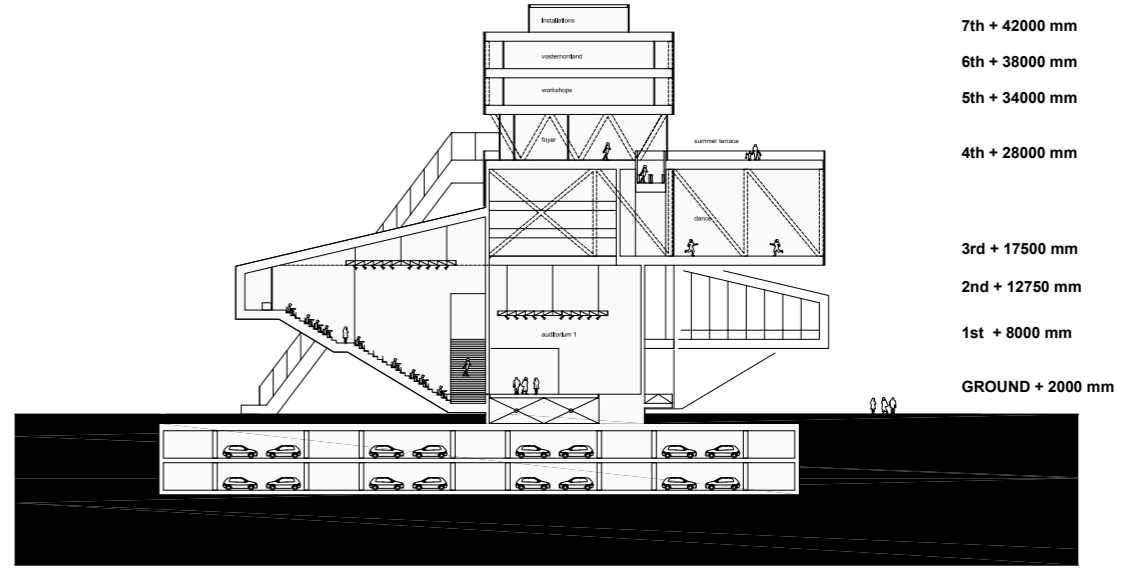 installations
7th + 42000 mm
vasternorrland
6th + 38000 mm
workshops
5th + 34000 mm
foyer
summer terrace
4th + 28000 mm
dance
3rd + 17500 mm
2nd + 12750 mm
auditorium 1
1st + 8000 mm
GROUND + 2000 mm